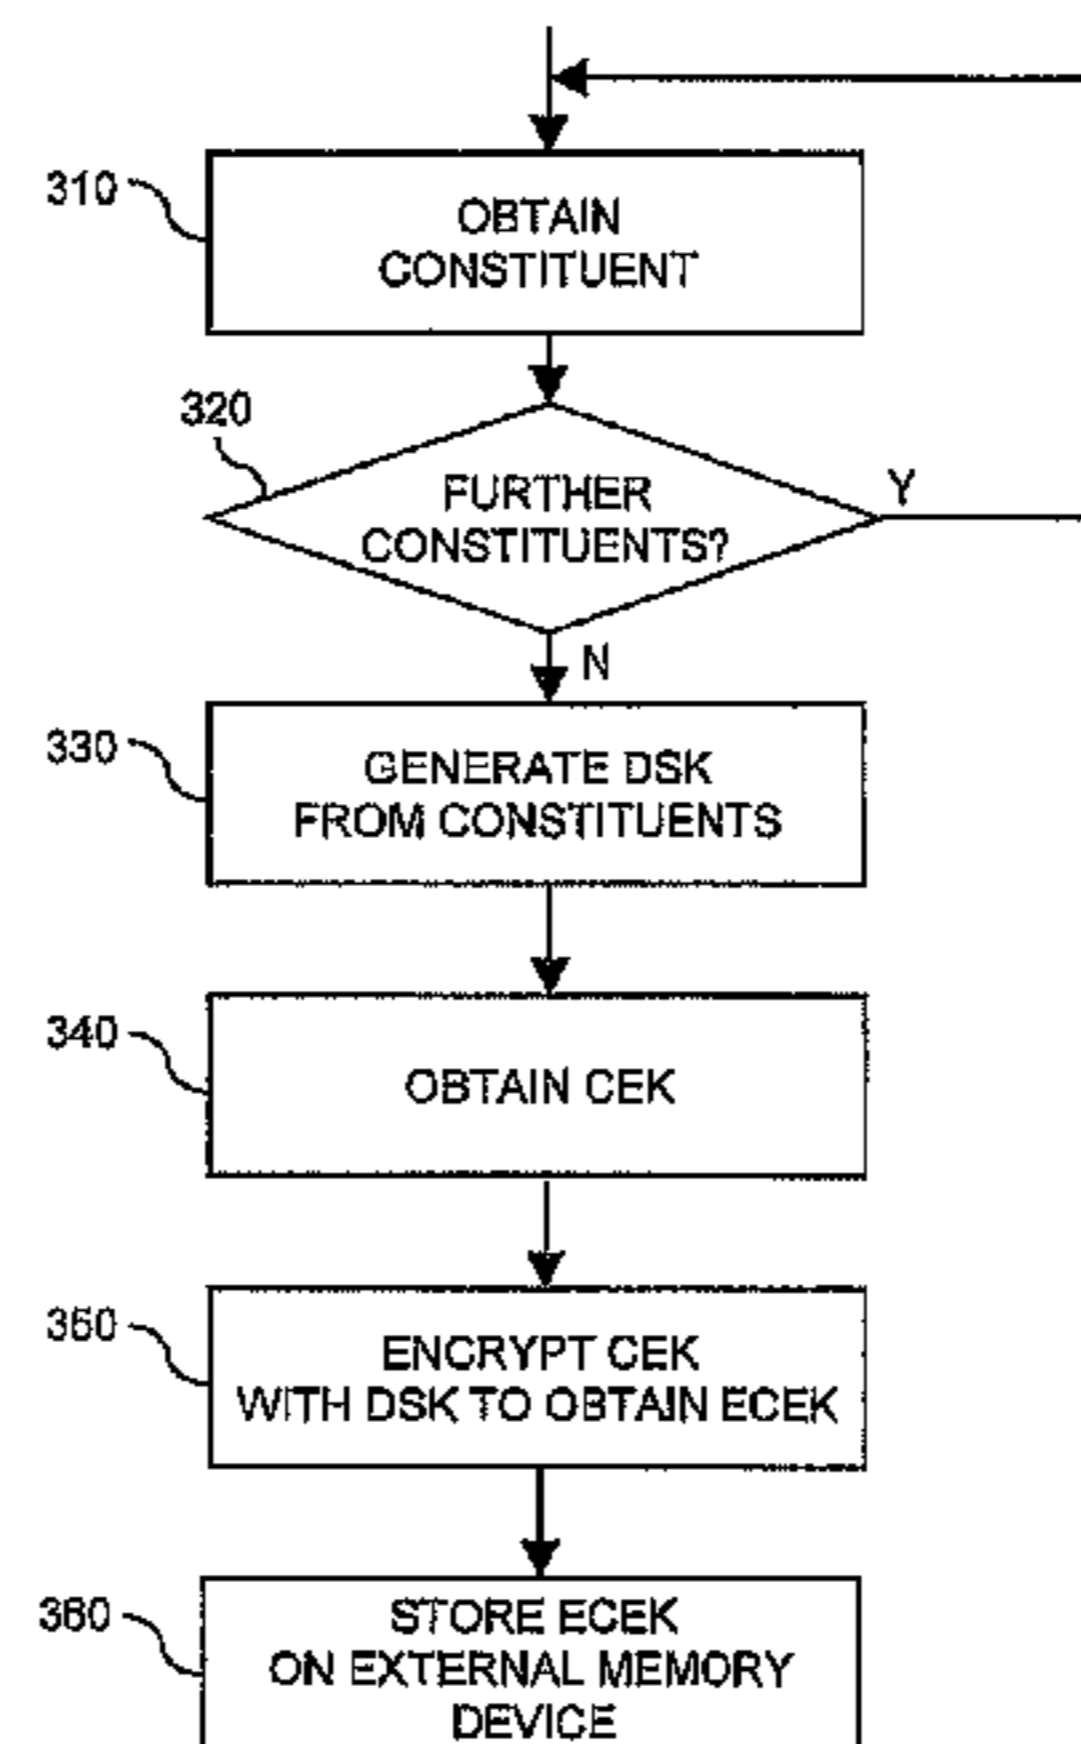 310
OBTAIN
CONSTITUENT
320
FURTHER
CONSTITUENTS?
Y
N
330
GENERATE DSK
FROM CONSTITUENTS
340
OBTAIN CEK
360
ENCRYPT CEK
WITH DSK TO OBTAIN ECEK
380
STORE ECEK
ON EXTERNAL MEMORY
DEVICE